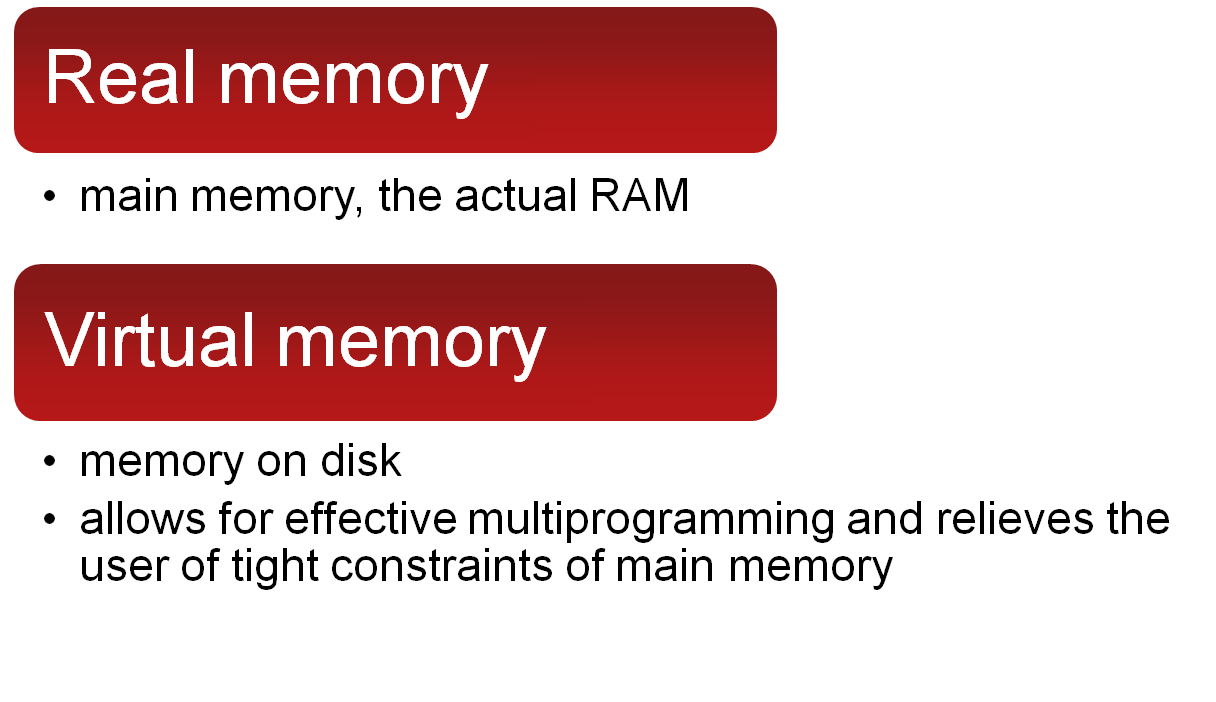 Real memory
• main memory, the actual RAM
Virtual memory
• memory on disk
• allows for effective multiprogramming and relieves the
user of tight constraints of main memory